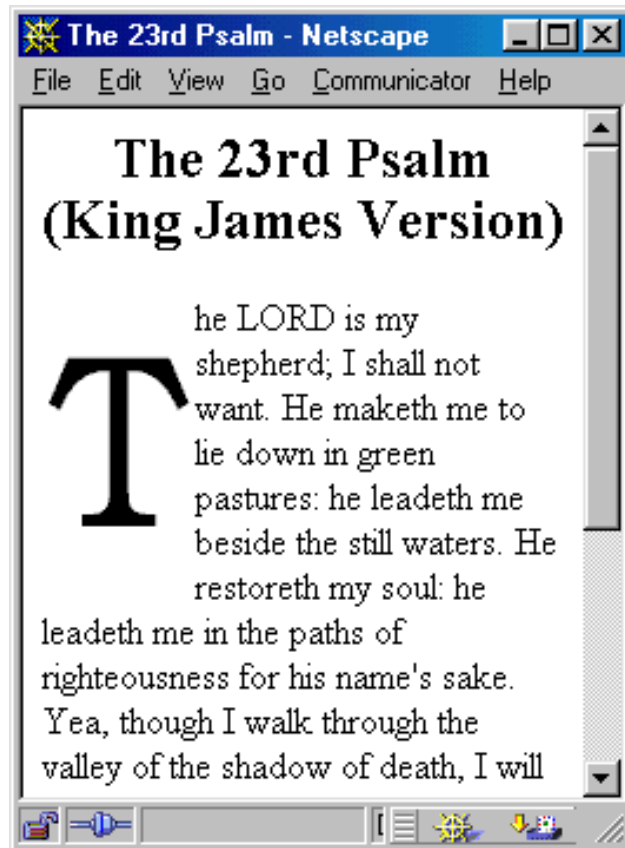 The 23rd Psalm - Netscape
File Edit View Go Communicator Help
The 23rd Psalm
(King James Version)
The LORD is my
shepherd; I shall not
want. He maketh me to
lie down in green
pastures: he leadeth me
beside the still waters. He
restoreth my soul: he
leadeth me in the paths of
righteousness for his name's sake.
Yea, though I walk through the
valley of the shadow of death, I will